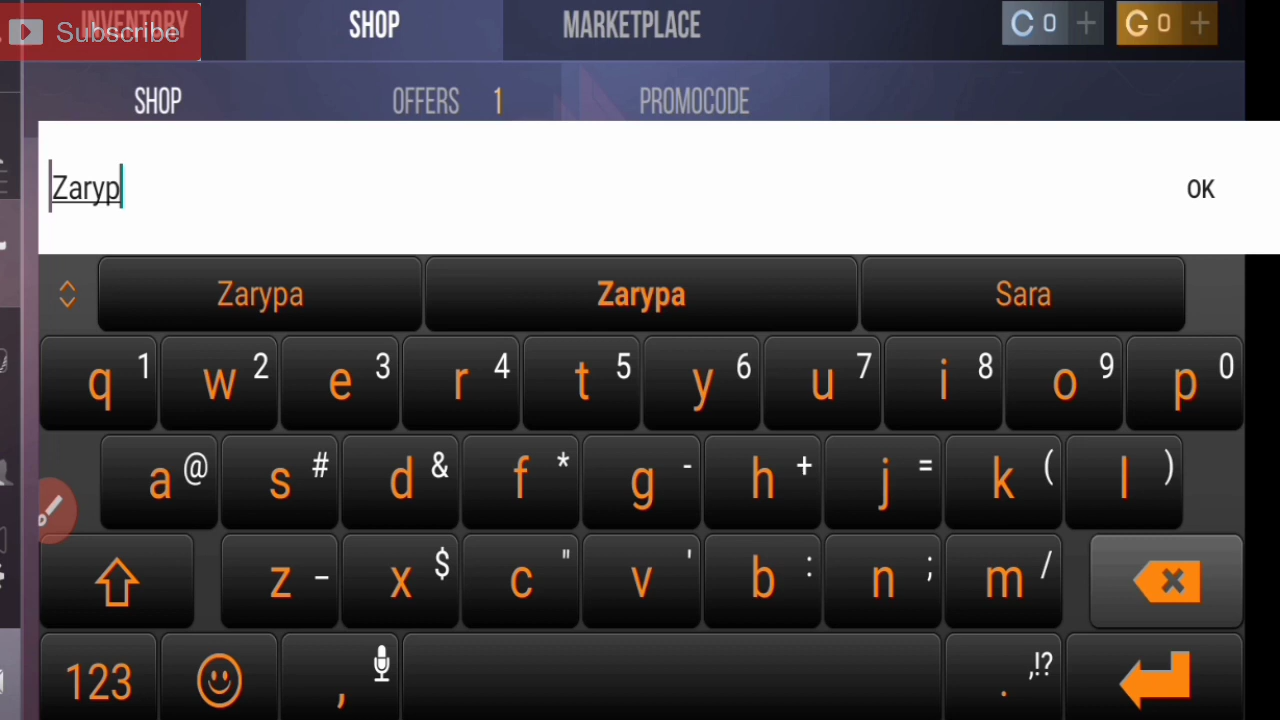 INVENTORY SHOP MARKETPLACE C 0 + G 0 +
Subscribe
SHOP OFFERS 1 PROMOCODE
Zaryp OK
Zarypa Zarypa Sara
q 1 w 2 e 3 r 4 t 5 y 6 u 7 i 8 o 9 p 0
a @ s # d & f * g - h + j = k ( l )
z – x $ c " v ' b : n ; m /
123 , . ,!?